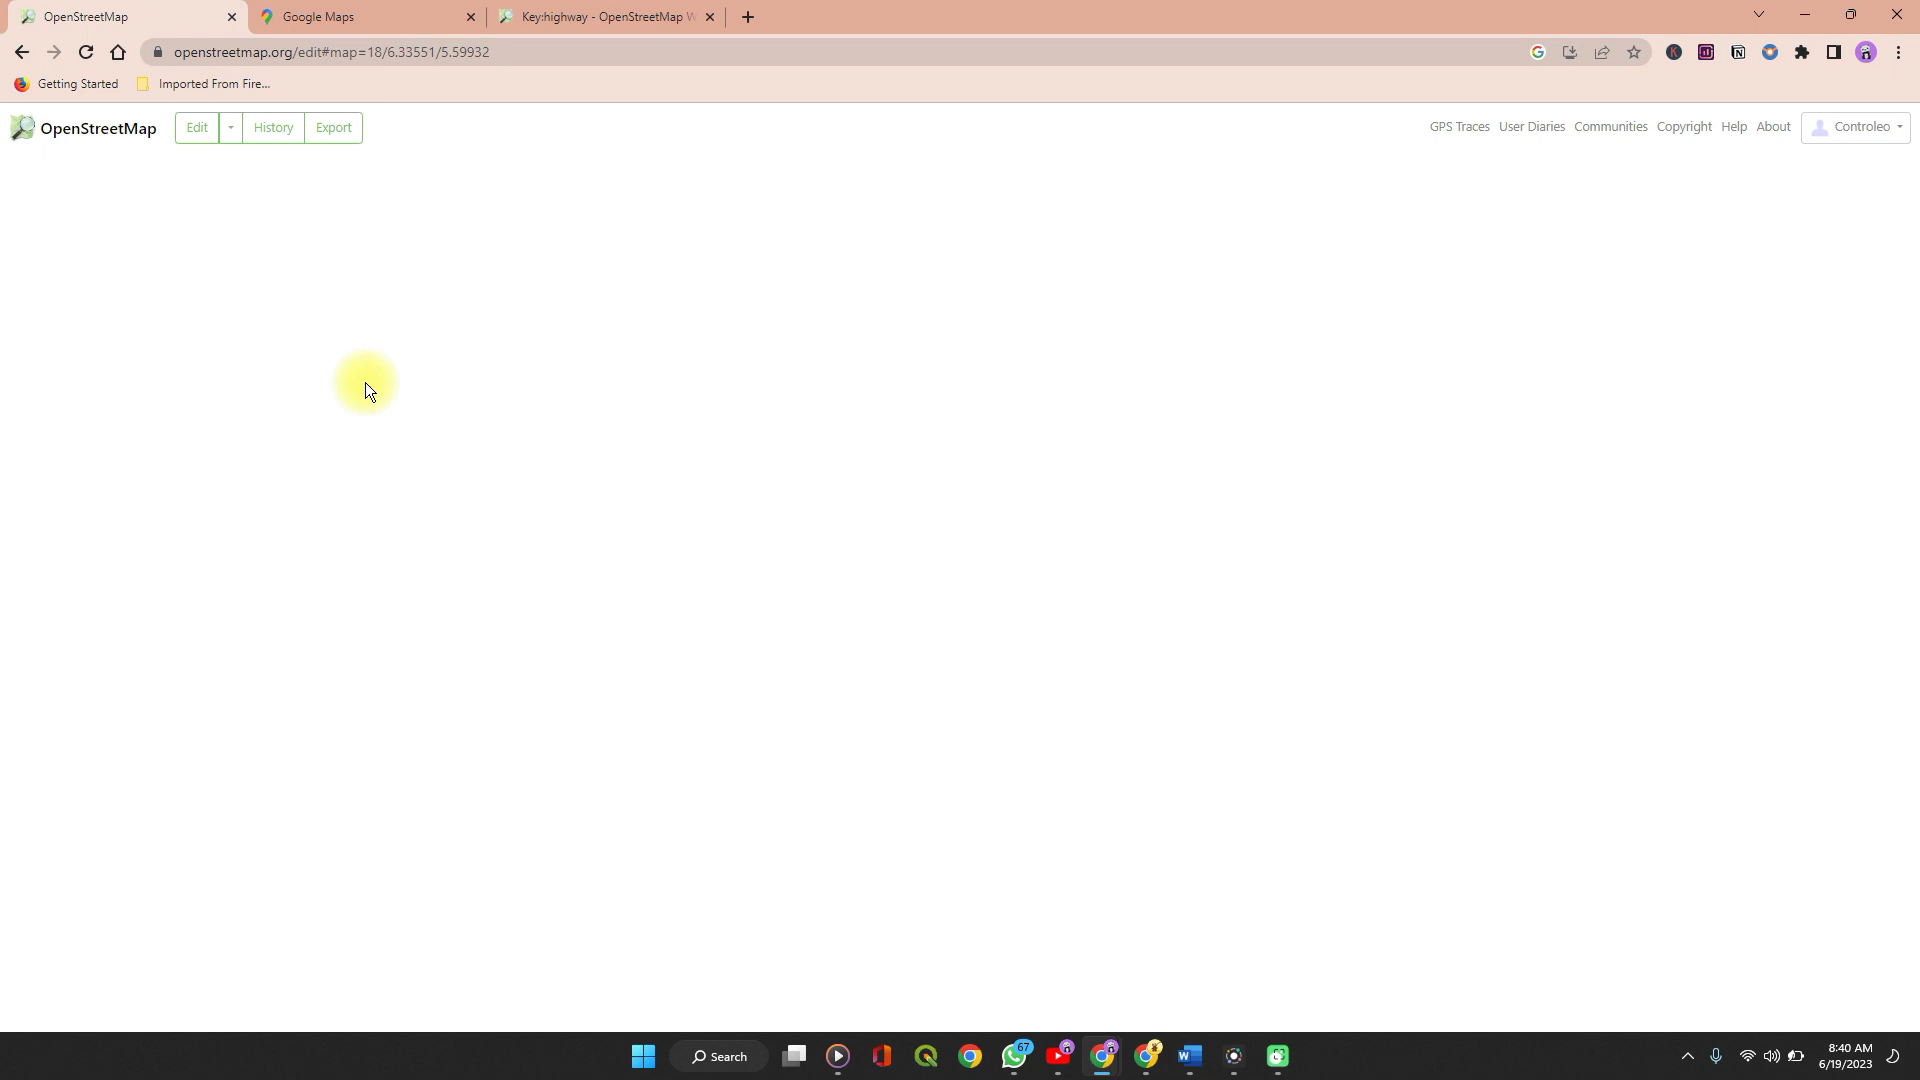 OpenStreetMap
Google Maps
Key:highway - OpenStreetMap W
openstreetmap.org/edit#map=18/6.33551/5.59932
Getting Started
Imported From Fire...
OpenStreetMap
Edit
History
Export
GPS Traces
User Diaries
Communities
Copyright
Help
About
Controleo
Search
67
8:40 AM
6/19/2023